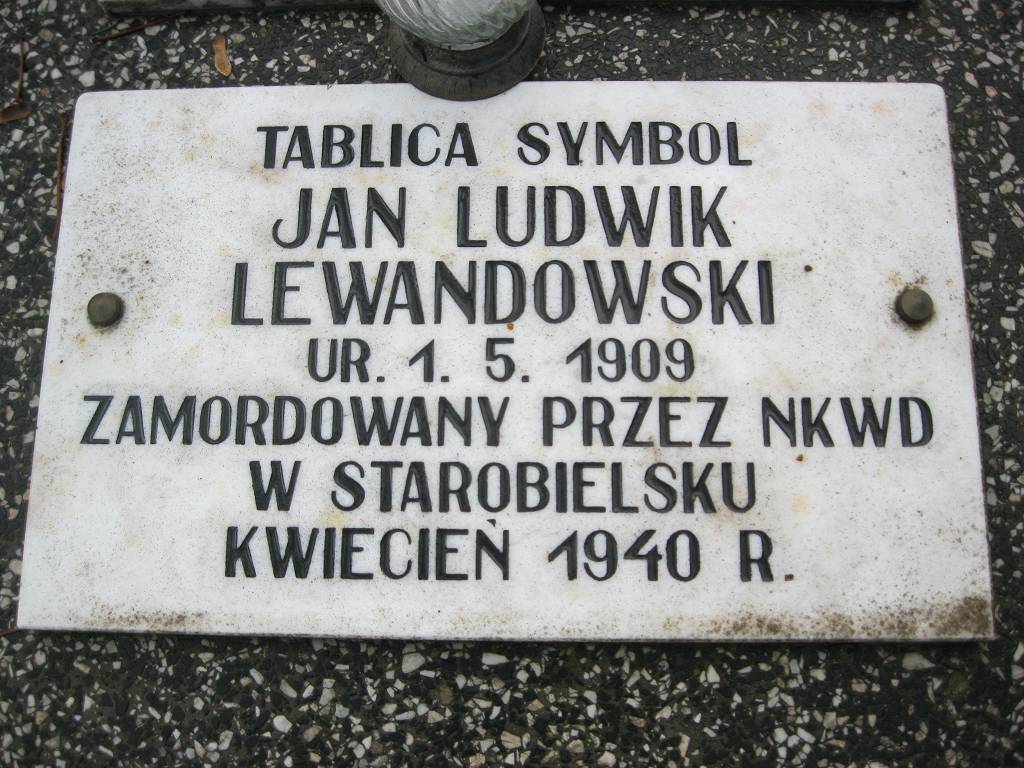 TABLICA SYMBOL
JAN LUDWIK
LEWANDOWSKI
UR. 1. 5. 1909
ZAMORDOWANY PRZEZ NKWD
W STAROBIELSKU
KWIECIEŃ 1940 R.